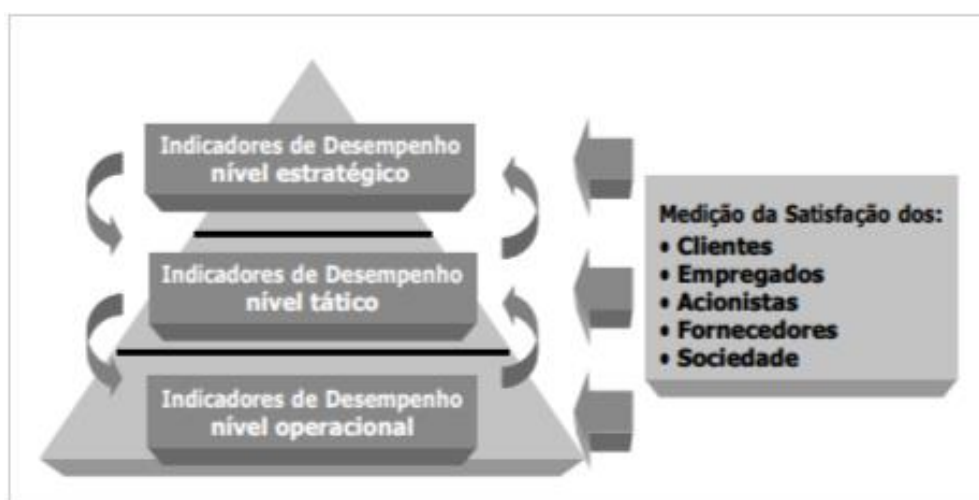 Indicadores de Desempenho
nível estratégico
Indicadores de Desempenho
nível tático
Indicadores de Desempenho
nível operacional
Medição da Satisfação dos:
• Clientes
• Empregados
• Acionistas
• Fornecedores
• Sociedade